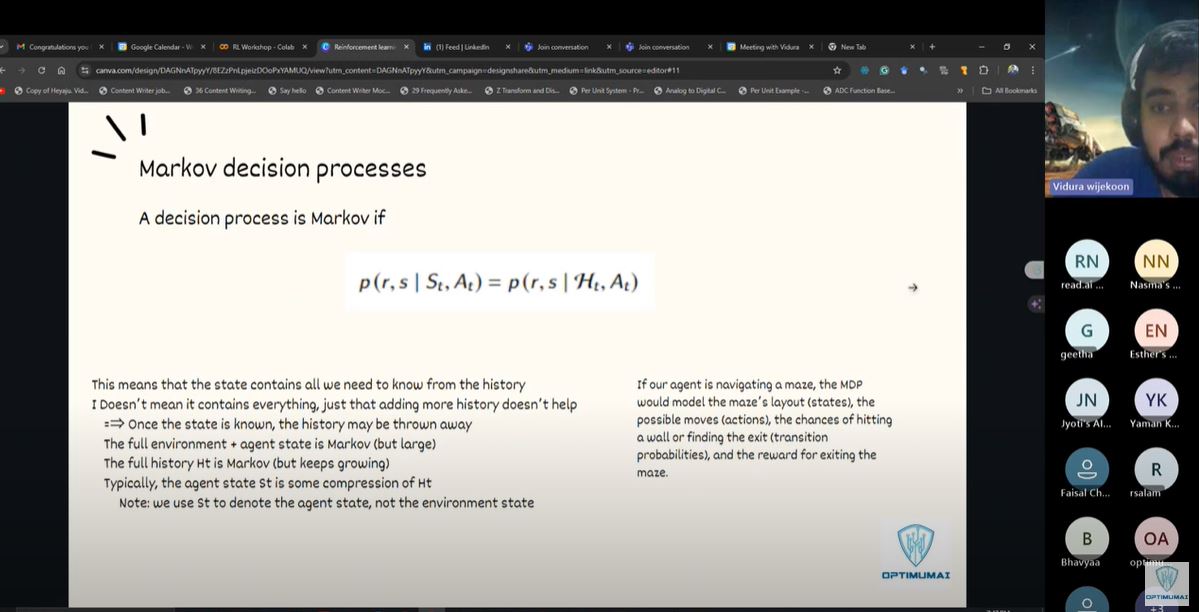 Congratulations you
Google Calendar - W
RL Workshop - Colab
Reinforcement learn
(1) Feed | LinkedIn
Join conversation
Join conversation
Meeting with Vidura
New Tab
canva.com/design/DAGNnATpyyY/8EZzPnLpjeizDOoPxYAMUQ/view?utm_content=DAGNnATpyyY&utm_campaign=designshare&utm_medium=link&utm_source=editor#11
Copy of Heyaju. Vid...
Content Writer job...
36 Content Writing...
Say hello
Content Writer Moc...
29 Frequently Aske...
Z Transform and Dis...
Per Unit System - Pr...
Analog to Digital C...
Per Unit Example -...
ADC Function Base...
All Bookmarks
Markov decision processes
A decision process is Markov if
p(r, s | St, At) = p(r, s | Ht, At)
This means that the state contains all we need to know from the history
I Doesn't mean it contains everything, just that adding more history doesn't help
=⇒ Once the state is known, the history may be thrown away
The full environment + agent state is Markov (but large)
The full history Ht is Markov (but keeps growing)
Typically, the agent state St is some compression of Ht
Note: we use St to denote the agent state, not the environment state
If our agent is navigating a maze, the MDP
would model the maze's layout (states), the
possible moves (actions), the chances of hitting
a wall or finding the exit (transition
probabilities), and the reward for exiting the
maze.
OPTIMUMAI
Vidura wijekoon
RN
NN
read.ai ...
Nasma's ...
G
EN
geetha
Esther's ...
JN
YK
Jyoti's AI...
Yaman K...
R
Faisal Ch...
rsalam
B
OA
Bhavyaa
optimu...
OPTIMUMAI
+3